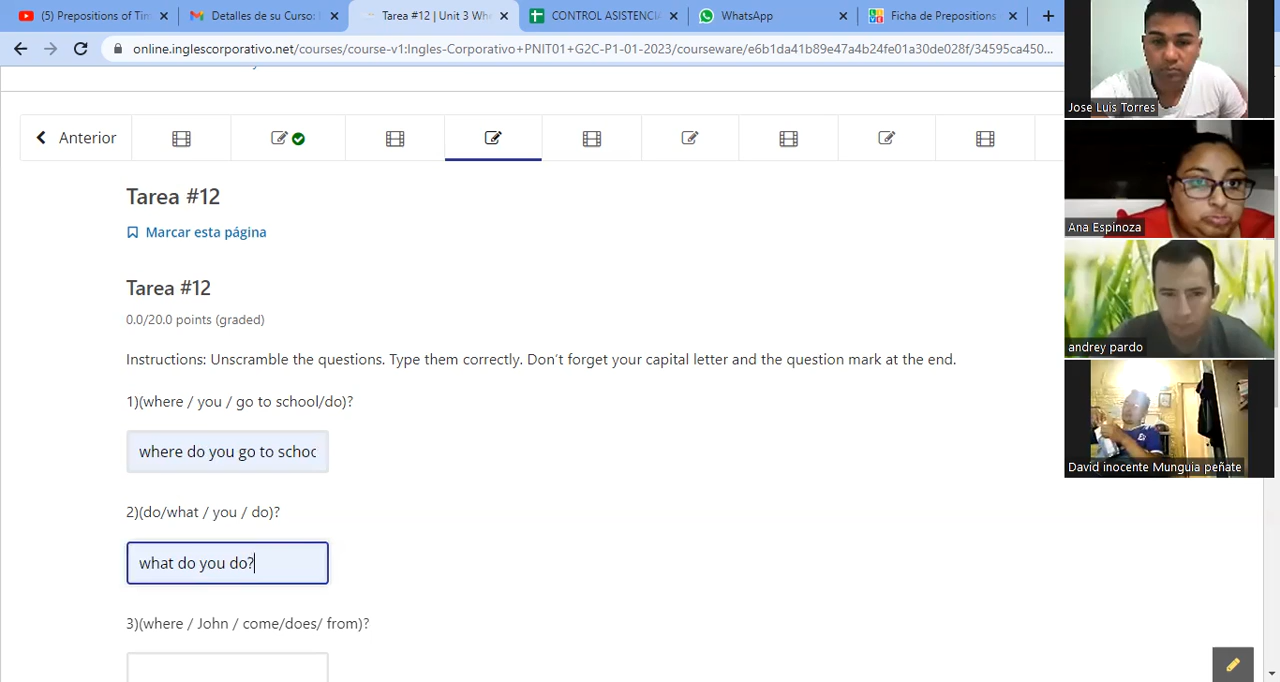 (5) Prepositions of Tim
Detalles de su Curso:
Tarea #12 | Unit 3 Whe
CONTROL ASISTENCIA
WhatsApp
Ficha de Prepositions
online.inglescorporativo.net/courses/course-v1:Ingles-Corporativo+PNIT01+G2C-P1-01-2023/courseware/e6b1da41b89e47a4b24fe01a30de028f/34595ca450...
Jose Luis Torres
Ana Espinoza
andrey pardo
David inocente Munguia peñate
Anterior
Tarea #12
Marcar esta página
Tarea #12
0.0/20.0 points (graded)
Instructions: Unscramble the questions. Type them correctly. Don't forget your capital letter and the question mark at the end.
1)(where / you / go to school/do)?
where do you go to schoo
2)(do/what / you / do)?
what do you do?
3)(where / John / come/does/ from)?